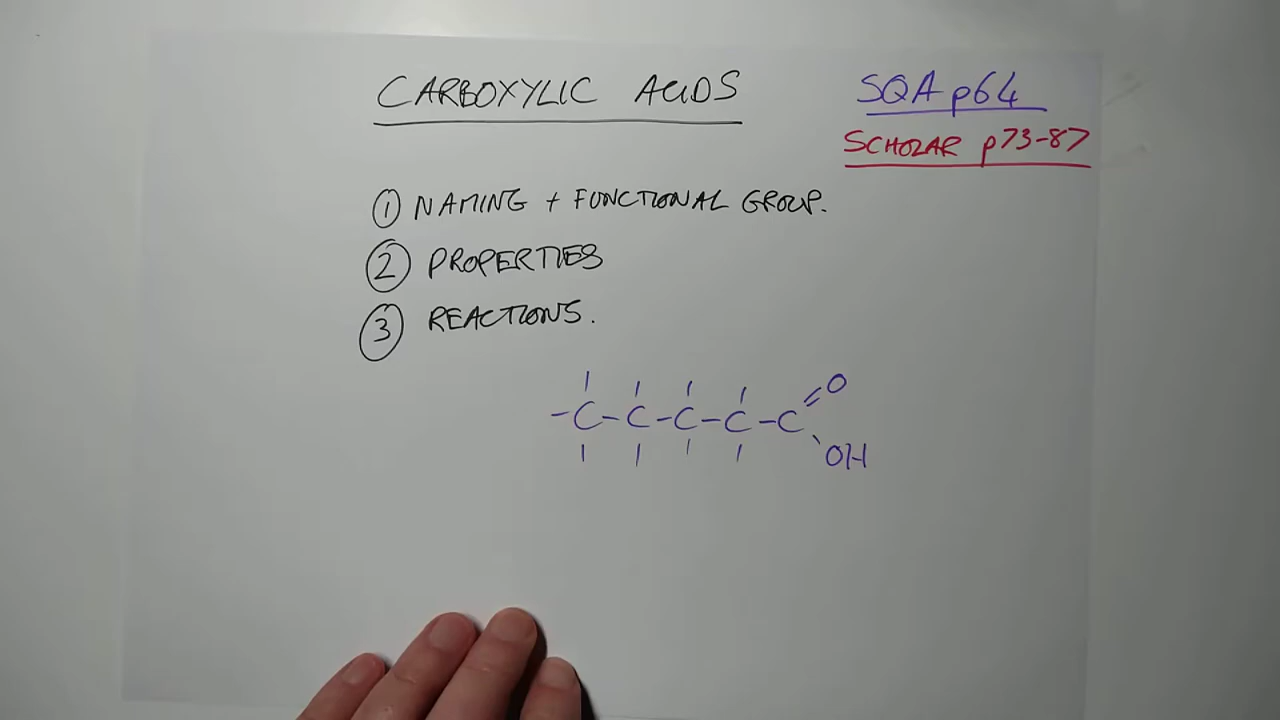 CARBOXYLIC ACIDS
SQA p64
SCHOLAR p73-87
① NAMING + FUNCTIONAL GROUP.
② PROPERTIES
③ REACTIONS.
O
-C-C-C-C-C
OH